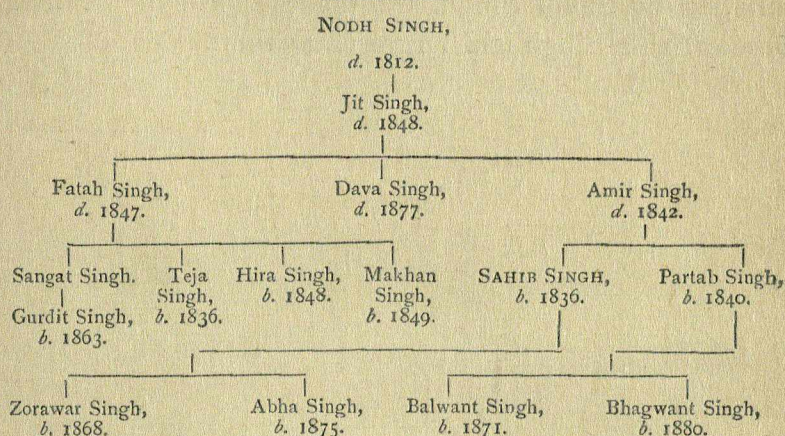 NODH SINGH,
d. 1812.
Jit Singh,
d. 1848.
Fatah Singh, Dava Singh, Amir Singh,
d. 1847. d. 1877. d. 1842.
Sangat Singh. Teja Hira Singh, Makhan SAHIB SINGH, Partab Singh,
Singh, b. 1848. Singh, b. 1836. b. 1840.
Gurdit Singh, b. 1836. b. 1849.
b. 1863.
Zorawar Singh, Abha Singh, Balwant Singh, Bhagwant Singh,
b. 1868. b. 1875. b. 1871. b. 1880.